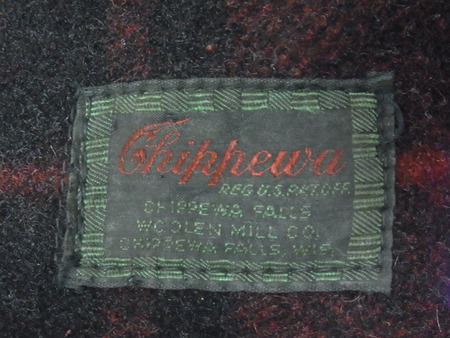 Chippewa
REG. U.S. PAT. OFF.
CHIPPEWA FALLS
WOOLEN MILL CO.
CHIPPEWA FALLS, WIS.